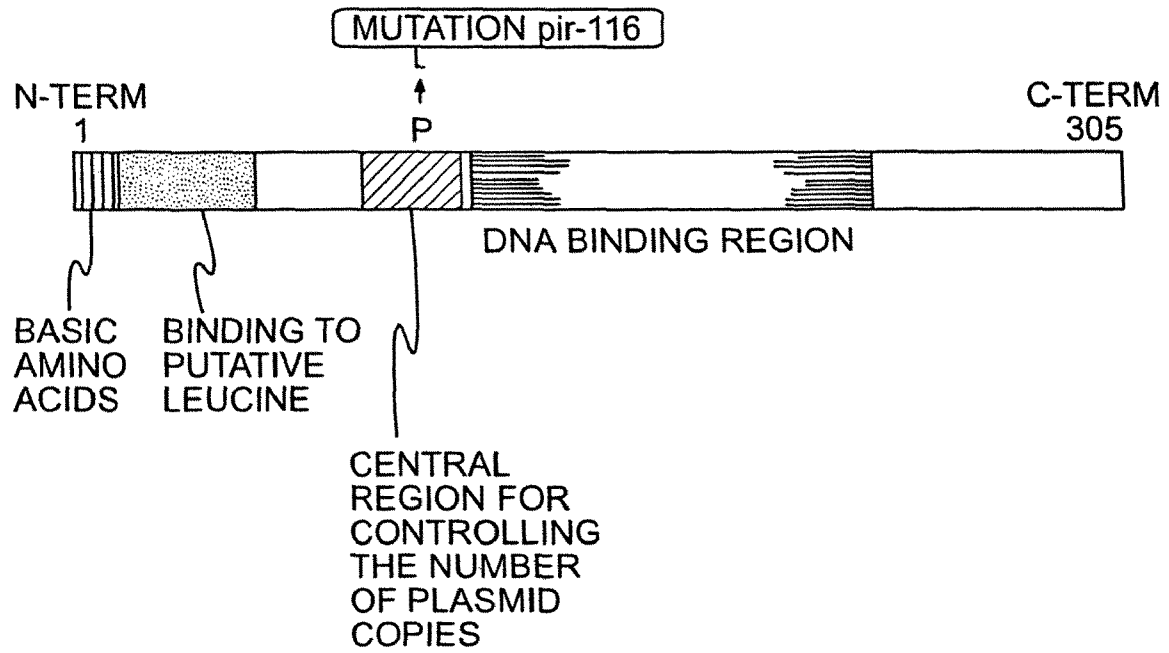 MUTATION pir-116
L
N-TERM
1
P
C-TERM
305
DNA BINDING REGION
BASIC
AMINO
ACIDS
BINDING TO
PUTATIVE
LEUCINE
CENTRAL
REGION FOR
CONTROLLING
THE NUMBER
OF PLASMID
COPIES